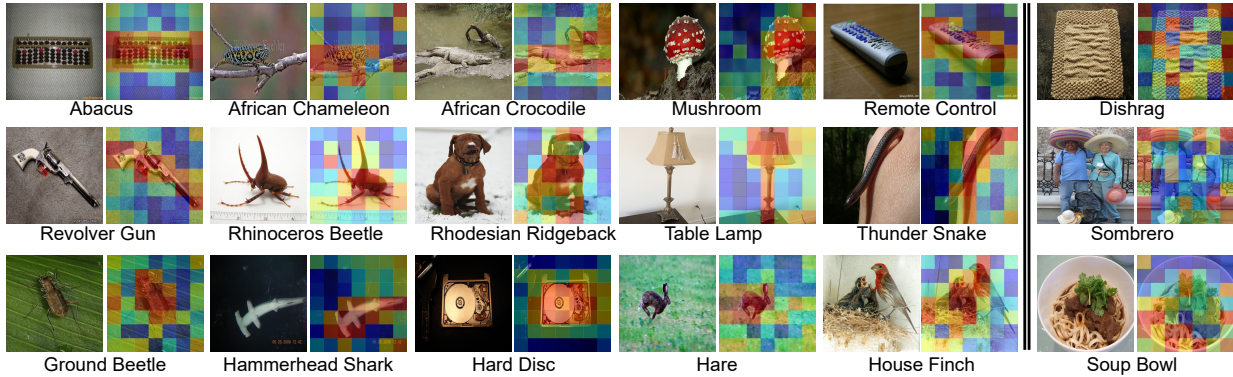 Abacus
African Chameleon
African Crocodile
Mushroom
Remote Control
Dishrag
Revolver Gun
Rhinoceros Beetle
Rhodesian Ridgeback
Table Lamp
Thunder Snake
Sombrero
Ground Beetle
Hammerhead Shark
Hard Disc
Hare
House Finch
Soup Bowl